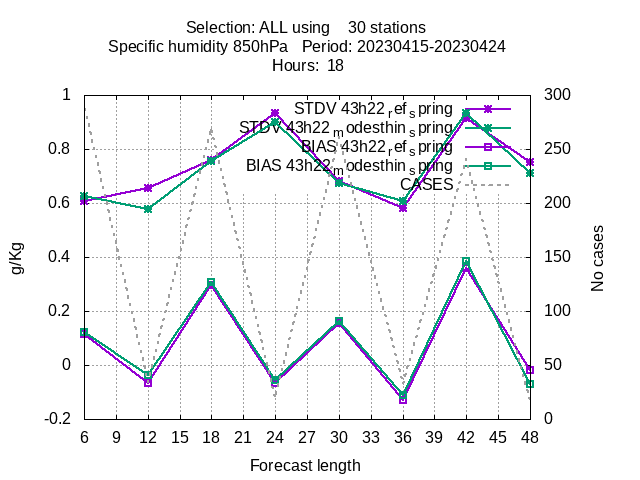 Selection: ALL using 30 stations
Specific humidity 850hPa Period: 20230415-20230424
Hours: 18
1
0.8
0.6
0.4
0.2
0
-0.2
g/Kg
STDV 43h22_ref_spring
STDV 43h22_modesthin_spring
BIAS 43h22_ref_spring
BIAS 43h22_modesthin_spring
CASES
300
250
200
150
100
50
0
No cases
6 9 12 15 18 21 24 27 30 33 36 39 42 45 48
Forecast length